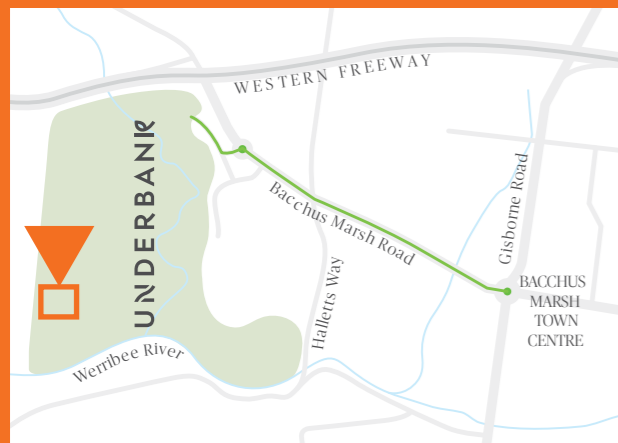 WESTERN FREEWAY
UNDERBANK
Bacchus Marsh Road
Gisborne Road
Halletts Way
BACCHUS
MARSH
TOWN
CENTRE
Werribee River